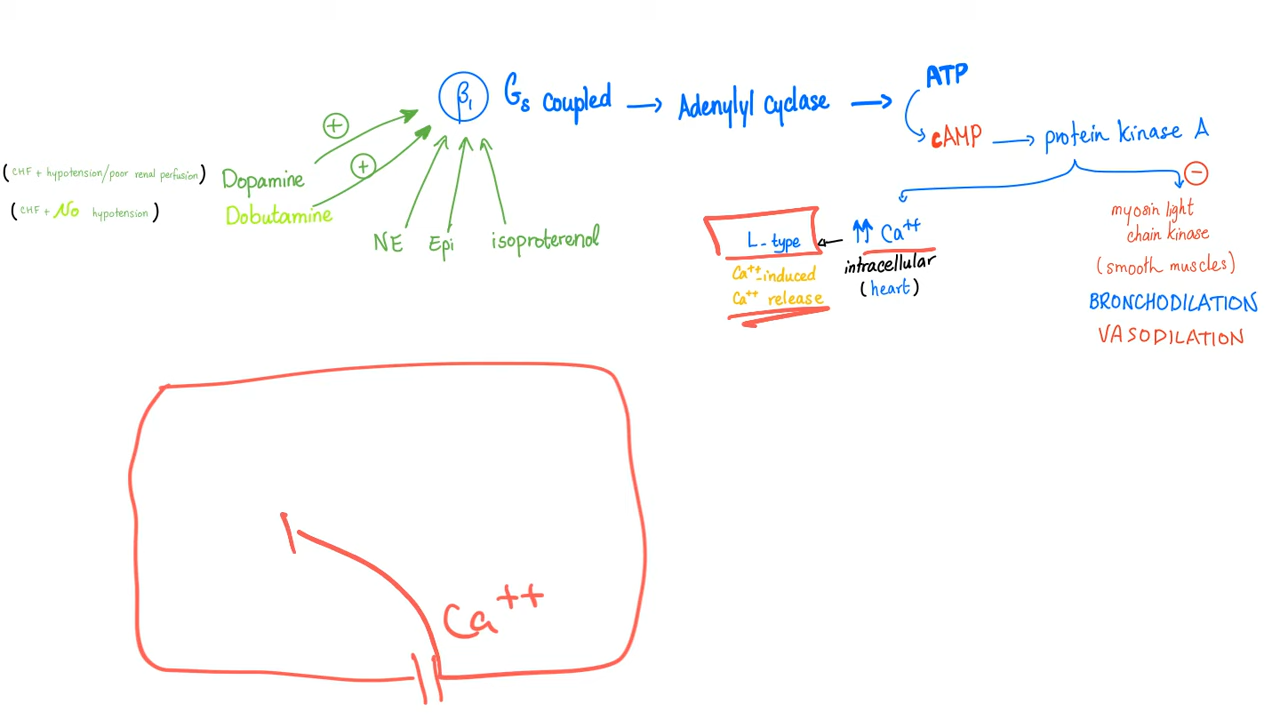 ATP
β₁ Gs coupled → Adenylyl cyclase →
cAMP → protein kinase A
+
+
(CHF + hypotension/poor renal perfusion) Dopamine
(CHF + No hypotension) Dobutamine
NE Epi isoproterenol
−
myosin light
chain kinase
(smooth muscles)
BRONCHODILATION
VASODILATION
↑↑ Ca++
intracellular
(heart)
L-type
Ca++-induced
Ca++ release
Ca++